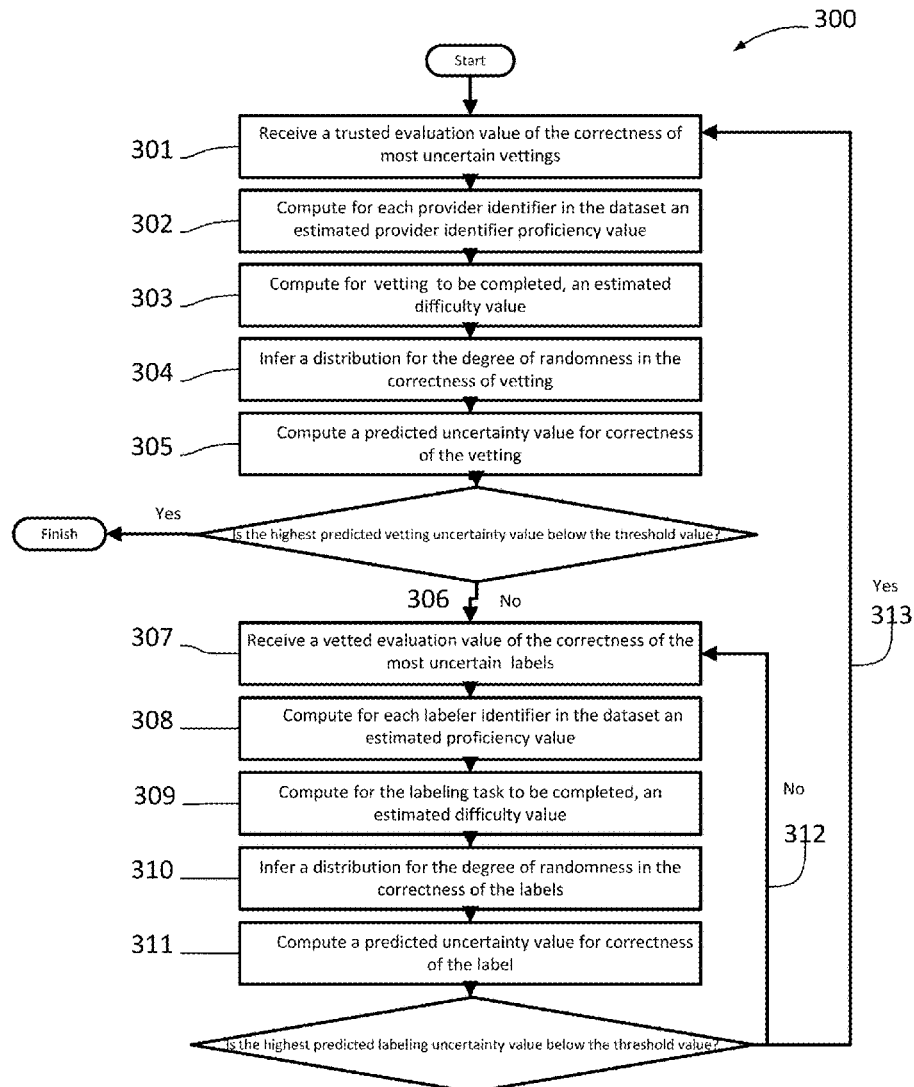 300
Start
301
Receive a trusted evaluation value of the correctness of
most uncertain vettings
302
Compute for each provider identifier in the dataset an
estimated provider identifier proficiency value
303
Compute for vetting to be completed, an estimated
difficulty value
304
Infer a distribution for the degree of randomness in the
correctness of vetting
305
Compute a predicted uncertainty value for correctness
of the vetting
Yes
Finish
Is the highest predicted vetting uncertainty value below the threshold value?
306
No
Yes
313
307
Receive a vetted evaluation value of the correctness of the
most uncertain labels
308
Compute for each labeler identifier in the dataset an
estimated proficiency value
309
Compute for the labeling task to be completed, an
estimated difficulty value
No
312
310
Infer a distribution for the degree of randomness in the
correctness of the labels
311
Compute a predicted uncertainty value for correctness
of the label
Is the highest predicted labeling uncertainty value below the threshold value?